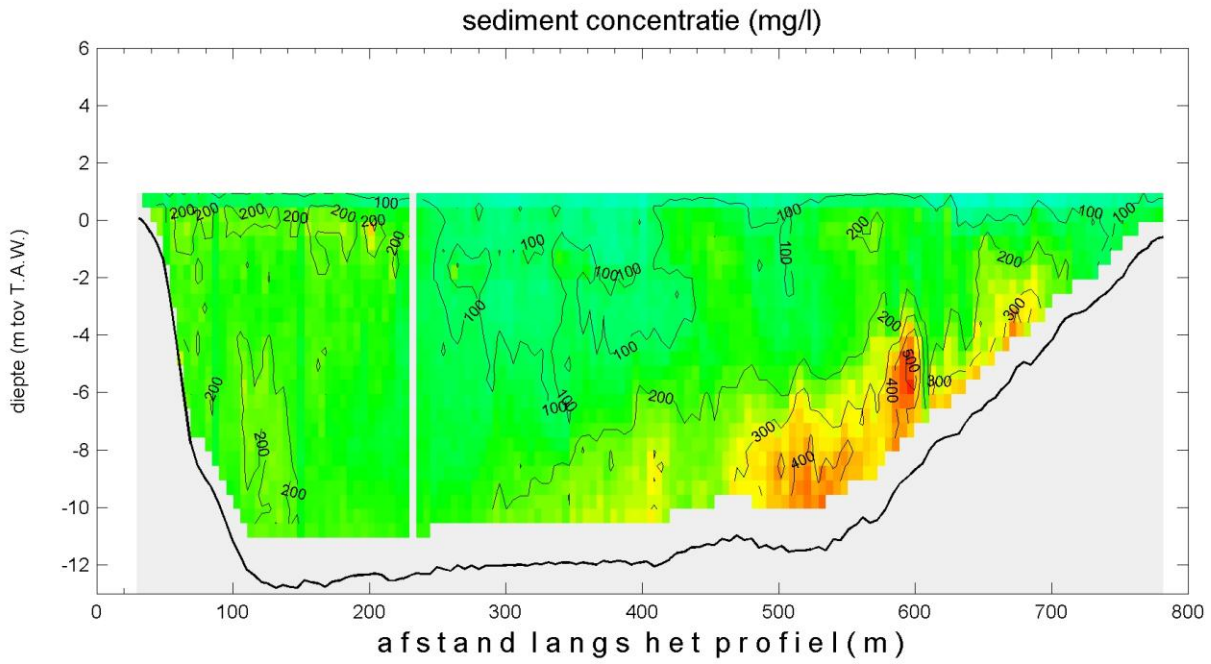 sediment concentratie (mg/l)
6
4
2
0
-2
-4
-6
-8
-10
-12
diepte (m tov T.A.W.)
200 200 200 200 200 200 100 200
100 100 100 100 100
100 100 100 100 100 200 100 100
200 200 200 200 200 300
300 400 400 500 300
0 100 200 300 400 500 600 700 800
afstand langs het profiel (m)